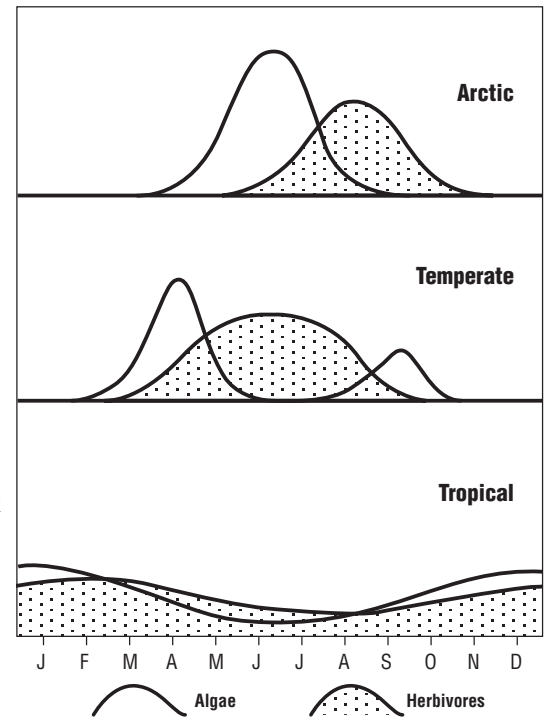 Arctic
Temperate
Tropical
J F M A M J J A S O N D
Algae Herbivores